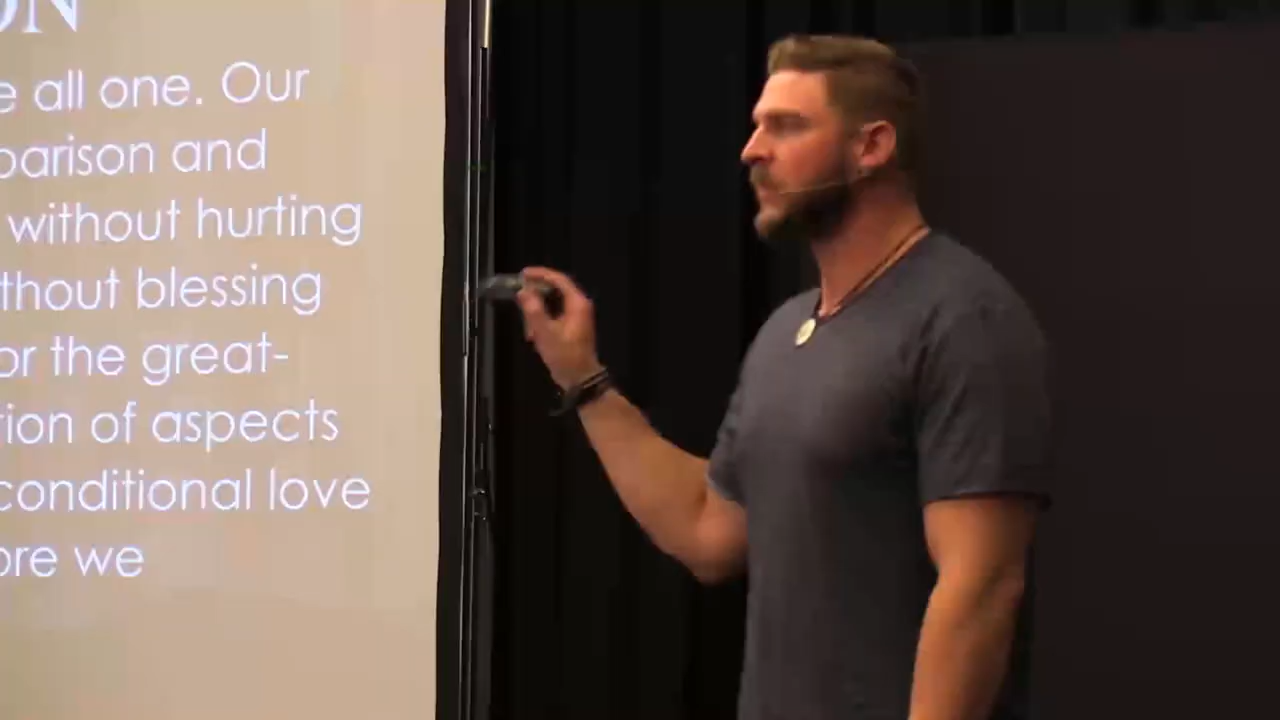 ON
e all one. Our
parison and
without hurting
thout blessing
or the great-
tion of aspects
conditional love
ore we